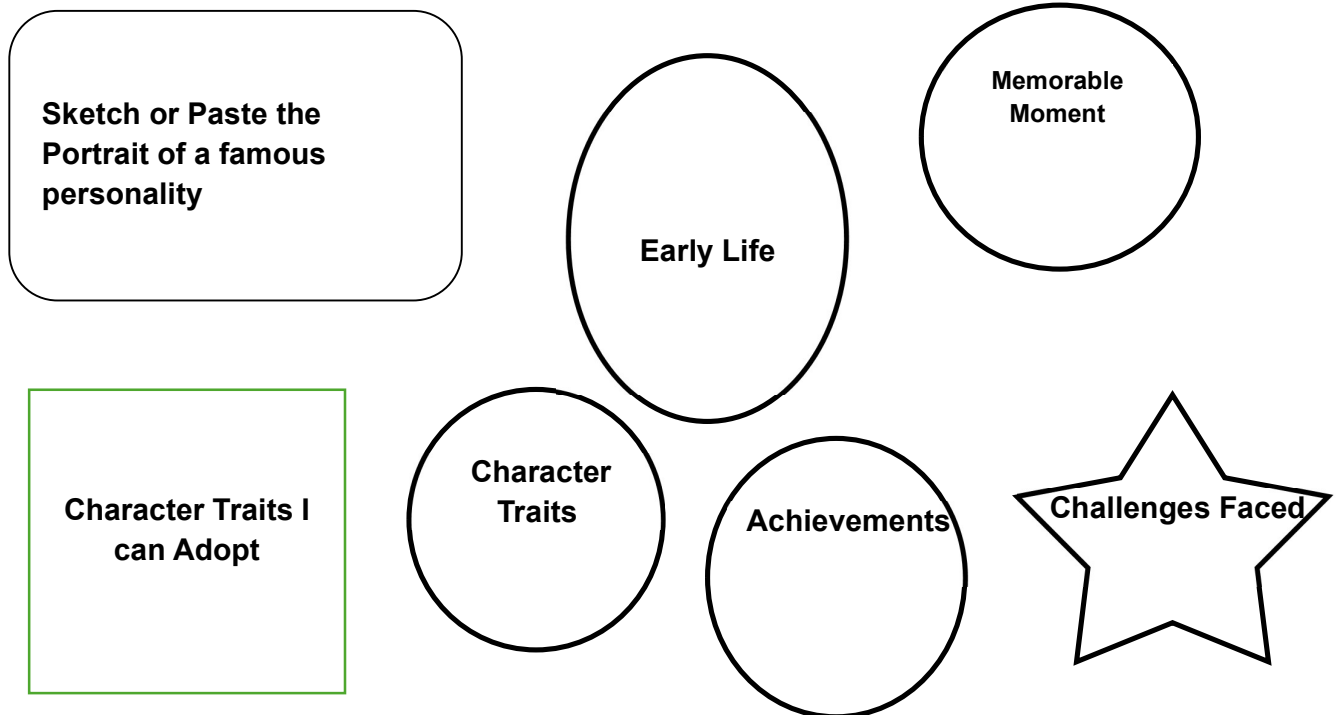 Sketch or Paste the
Portrait of a famous
personality
Early Life
Memorable
Moment
Character Traits I
can Adopt
Character
Traits
Achievements
Challenges Faced